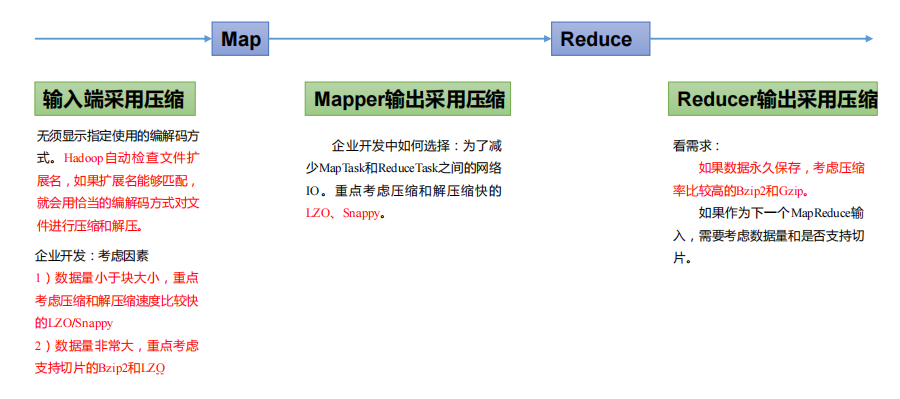 Map
Reduce
输入端采用压缩
无须显示指定使用的编解码方
式。Hadoop自动检查文件扩
展名，如果扩展名能够匹配，
就会用恰当的编解码方式对文
件进行压缩和解压。
企业开发：考虑因素
1）数据量小于块大小，重点
考虑压缩和解压缩速度比较快
的LZO/Snappy
2）数据量非常大，重点考虑
支持切片的Bzip2和LZO
Mapper输出采用压缩
企业开发中如何选择：为了减
少MapTask和ReduceTask之间的网络
IO。重点考虑压缩和解压缩快的
LZO、Snappy。
Reducer输出采用压缩
看需求：
如果数据永久保存，考虑压缩
率比较高的Bzip2和Gzip。
如果作为下一个MapReduce输
入，需要考虑数据量和是否支持切
片。